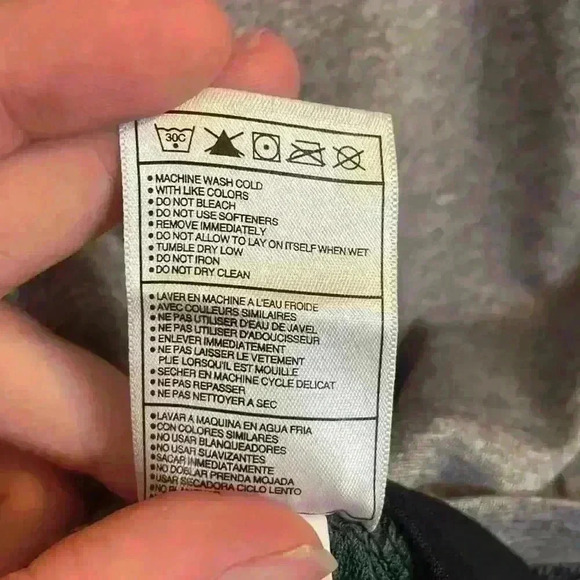 30C
• MACHINE WASH COLD
• WITH LIKE COLORS
• DO NOT BLEACH
• DO NOT USE SOFTENERS
• REMOVE IMMEDIATELY
• DO NOT ALLOW TO LAY ON ITSELF WHEN WET
• TUMBLE DRY LOW
• DO NOT IRON
• DO NOT DRY CLEAN
• LAVER EN MACHINE A L'EAU FROIDE
• AVEC COULEURS SIMILAIRES
• NE PAS UTILISER D'EAU DE JAVEL
• NE PAS UTILISER D'ADOUCISSEUR
• ENLEVER IMMEDIATEMENT
• NE PAS LAISSER LE VETEMENT
PLIE LORSQU'IL EST MOUILLE
• SECHER EN MACHINE CYCLE DELICAT
• NE PAS REPASSER
• NE PAS NETTOYER A SEC
• LAVAR A MAQUINA EN AGUA FRIA
• CON COLORES SIMILARES
• NO USAR BLANQUEADORES
• NO USAR SUAVIZANTES
• SACAR INMEDIATAMENTE
• NO DOBLAR PRENDA MOJADA
• USAR SECADORA CICLO LENTO
• NO